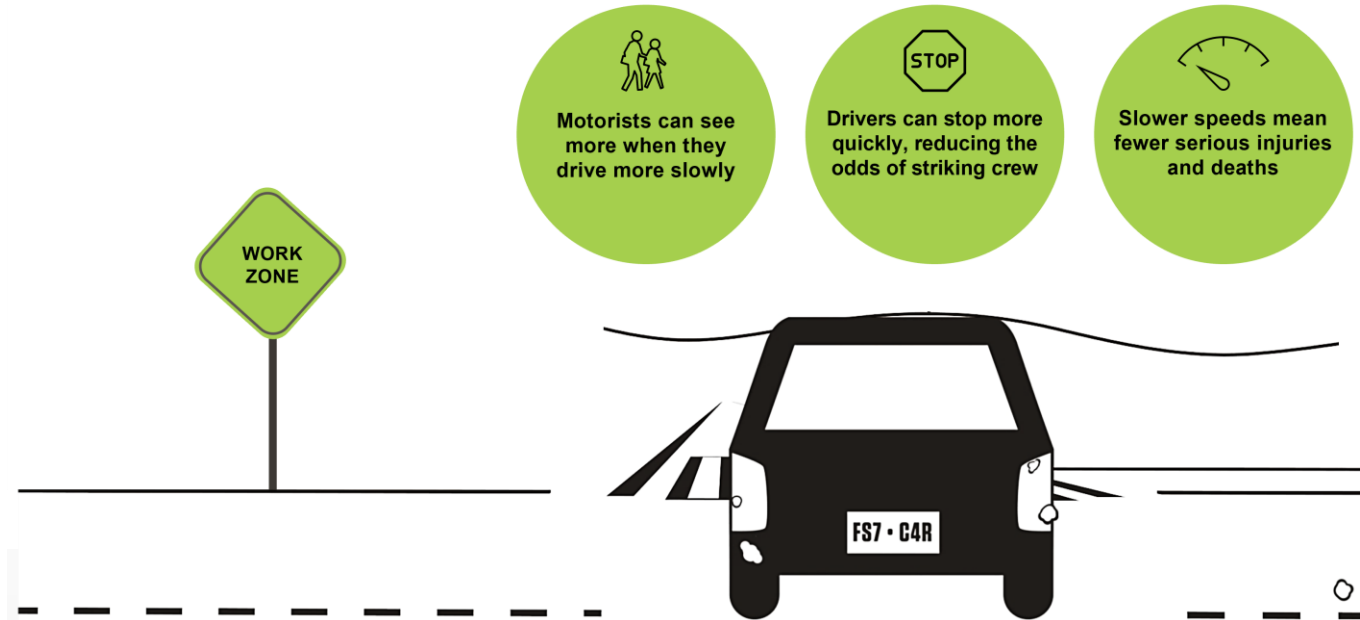 STOP
Motorists can see
more when they
drive more slowly
Drivers can stop more
quickly, reducing the
odds of striking crew
Slower speeds mean
fewer serious injuries
and deaths
WORK
ZONE
FS7 • C4R